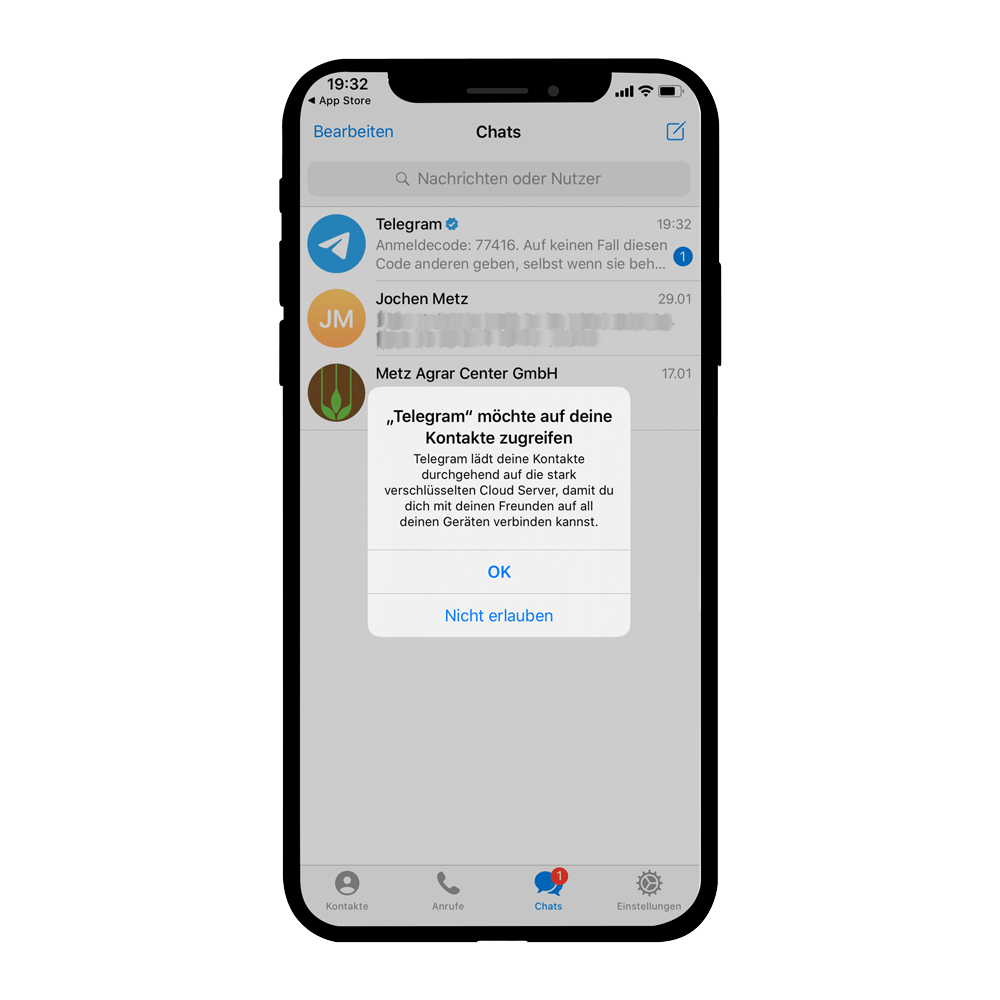 19:32
◀ App Store
Bearbeiten
Chats
Nachrichten oder Nutzer
Telegram
19:32
Anmeldecode: 77416. Auf keinen Fall diesen
Code anderen geben, selbst wenn sie beh...
1
JM
Jochen Metz
29.01
Metz Agrar Center GmbH
17.01
„Telegram“ möchte auf deine
Kontakte zugreifen
Telegram lädt deine Kontakte
durchgehend auf die stark
verschlüsselten Cloud Server, damit du
dich mit deinen Freunden auf all
deinen Geräten verbinden kannst.
OK
Nicht erlauben
1
Kontakte
Anrufe
Chats
Einstellungen